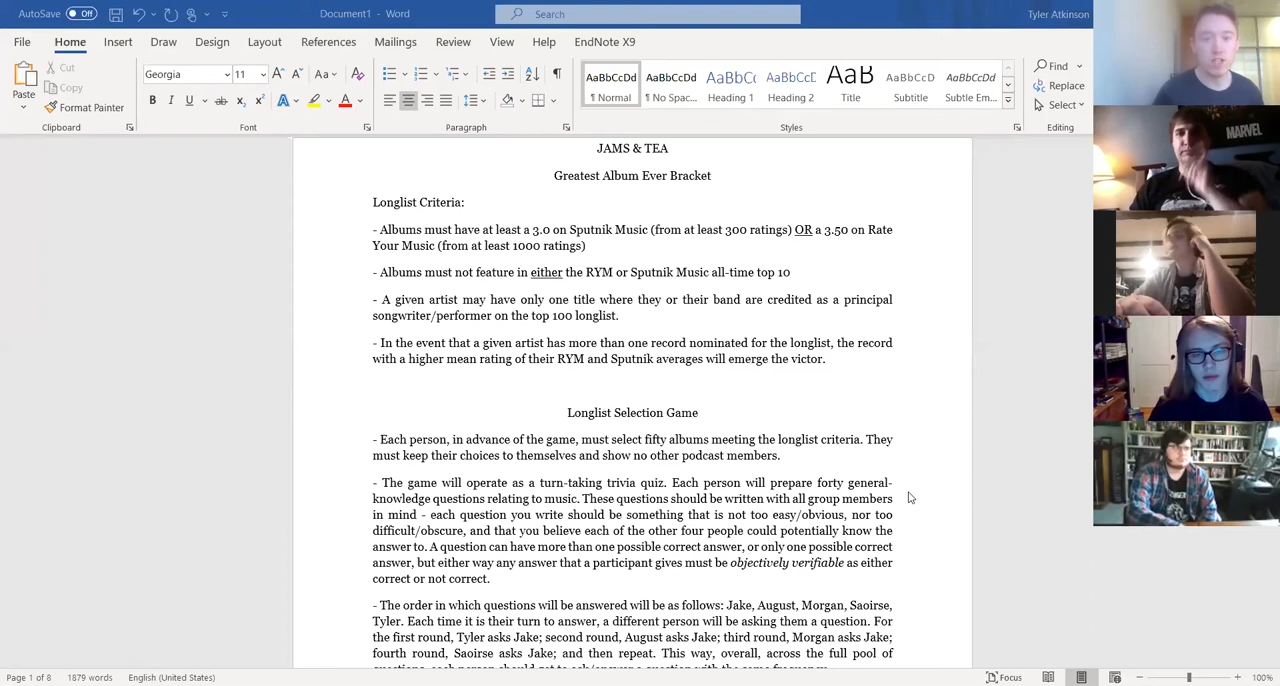 AutoSave Off Document1 - Word Search Tyler Atkinson
File Home Insert Draw Design Layout References Mailings Review View Help EndNote X9
Paste Cut Copy Format Painter
Georgia 11 Aa
B I U ab x₂ x² A A
AaBbCcDd AaBbCcDd AaBbCc AaBbCcE AaB AaBbCcD AaBbCcDd
¶ Normal ¶ No Spac... Heading 1 Heading 2 Title Subtitle Subtle Em...
Find Replace Select
Clipboard Font Paragraph Styles Editing
MARVEL
JAMS & TEA
Greatest Album Ever Bracket
Longlist Criteria:
- Albums must have at least a 3.0 on Sputnik Music (from at least 300 ratings) OR a 3.50 on Rate
Your Music (from at least 1000 ratings)
- Albums must not feature in either the RYM or Sputnik Music all-time top 10
- A given artist may have only one title where they or their band are credited as a principal
songwriter/performer on the top 100 longlist.
- In the event that a given artist has more than one record nominated for the longlist, the record
with a higher mean rating of their RYM and Sputnik averages will emerge the victor.
Longlist Selection Game
- Each person, in advance of the game, must select fifty albums meeting the longlist criteria. They
must keep their choices to themselves and show no other podcast members.
- The game will operate as a turn-taking trivia quiz. Each person will prepare forty general-
knowledge questions relating to music. These questions should be written with all group members
in mind - each question you write should be something that is not too easy/obvious, nor too
difficult/obscure, and that you believe each of the other four people could potentially know the
answer to. A question can have more than one possible correct answer, or only one possible correct
answer, but either way any answer that a participant gives must be objectively verifiable as either
correct or not correct.
- The order in which questions will be answered will be as follows: Jake, August, Morgan, Saoirse,
Tyler. Each time it is their turn to answer, a different person will be asking them a question. For
the first round, Tyler asks Jake; second round, August asks Jake; third round, Morgan asks Jake;
fourth round, Saoirse asks Jake; and then repeat. This way, overall, across the full pool of
questions, each person should get to ask/answer a question with the same frequency.
Page 1 of 8 1879 words English (United States) Focus 100%